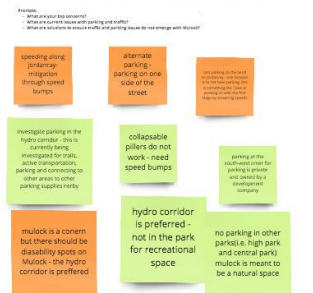 Prompts:
- What are your top concerns?
- What are current issues with parking and traffic?
- What are solutions to ensure traffic and parking issues do not emerge with Mulock?
speeding along
jordanray-
mitigation
through speed
bumps
alternate
parking -
parking on one
side of the
street
investigate parking in the
hydro corridor - this is
currently being
investigated for trails,
active transportation,
parking and connecting to
other areas to other
parking supplies nerby
collapsable
pillers do not
work - need
speed bumps
parking at the
south-west inner for
parking is private
and owned by a
development
company
mulock is a conern
but there should be
diasability spots on
Mulock - the hydro
corridor is preffered
hydro corridor
is preferred -
not in the park
for recreational
space
no parking in other
parks(i.e. high park
and central park)
mulock is meant to
be a natural space